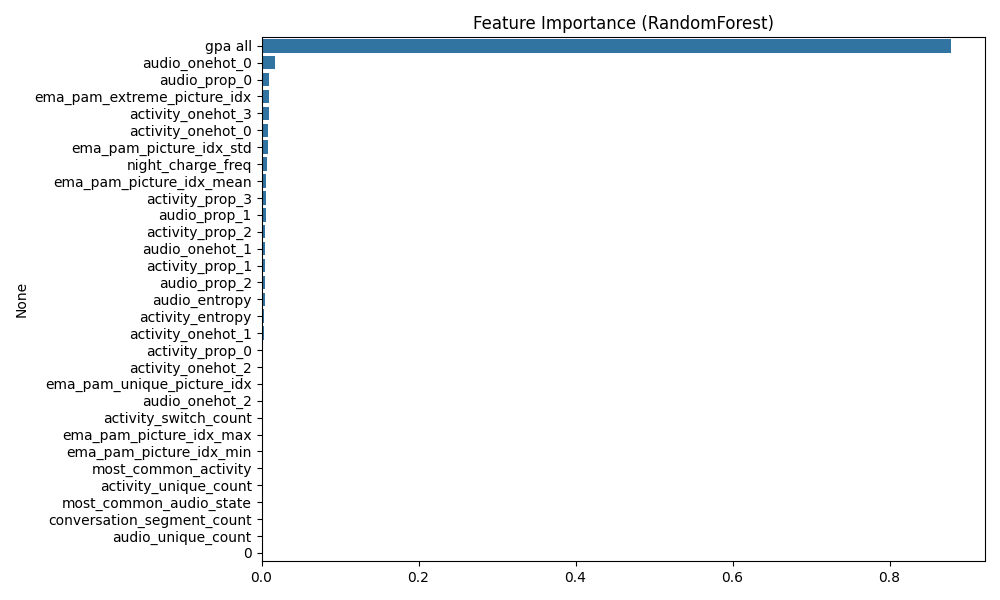 Feature Importance (RandomForest)
gpa all
audio_onehot_0
audio_prop_0
ema_pam_extreme_picture_idx
activity_onehot_3
activity_onehot_0
ema_pam_picture_idx_std
night_charge_freq
ema_pam_picture_idx_mean
activity_prop_3
audio_prop_1
activity_prop_2
audio_onehot_1
activity_prop_1
audio_prop_2
audio_entropy
activity_entropy
activity_onehot_1
activity_prop_0
activity_onehot_2
ema_pam_unique_picture_idx
audio_onehot_2
activity_switch_count
ema_pam_picture_idx_max
ema_pam_picture_idx_min
most_common_activity
activity_unique_count
most_common_audio_state
conversation_segment_count
audio_unique_count
0
None
0.0 0.2 0.4 0.6 0.8